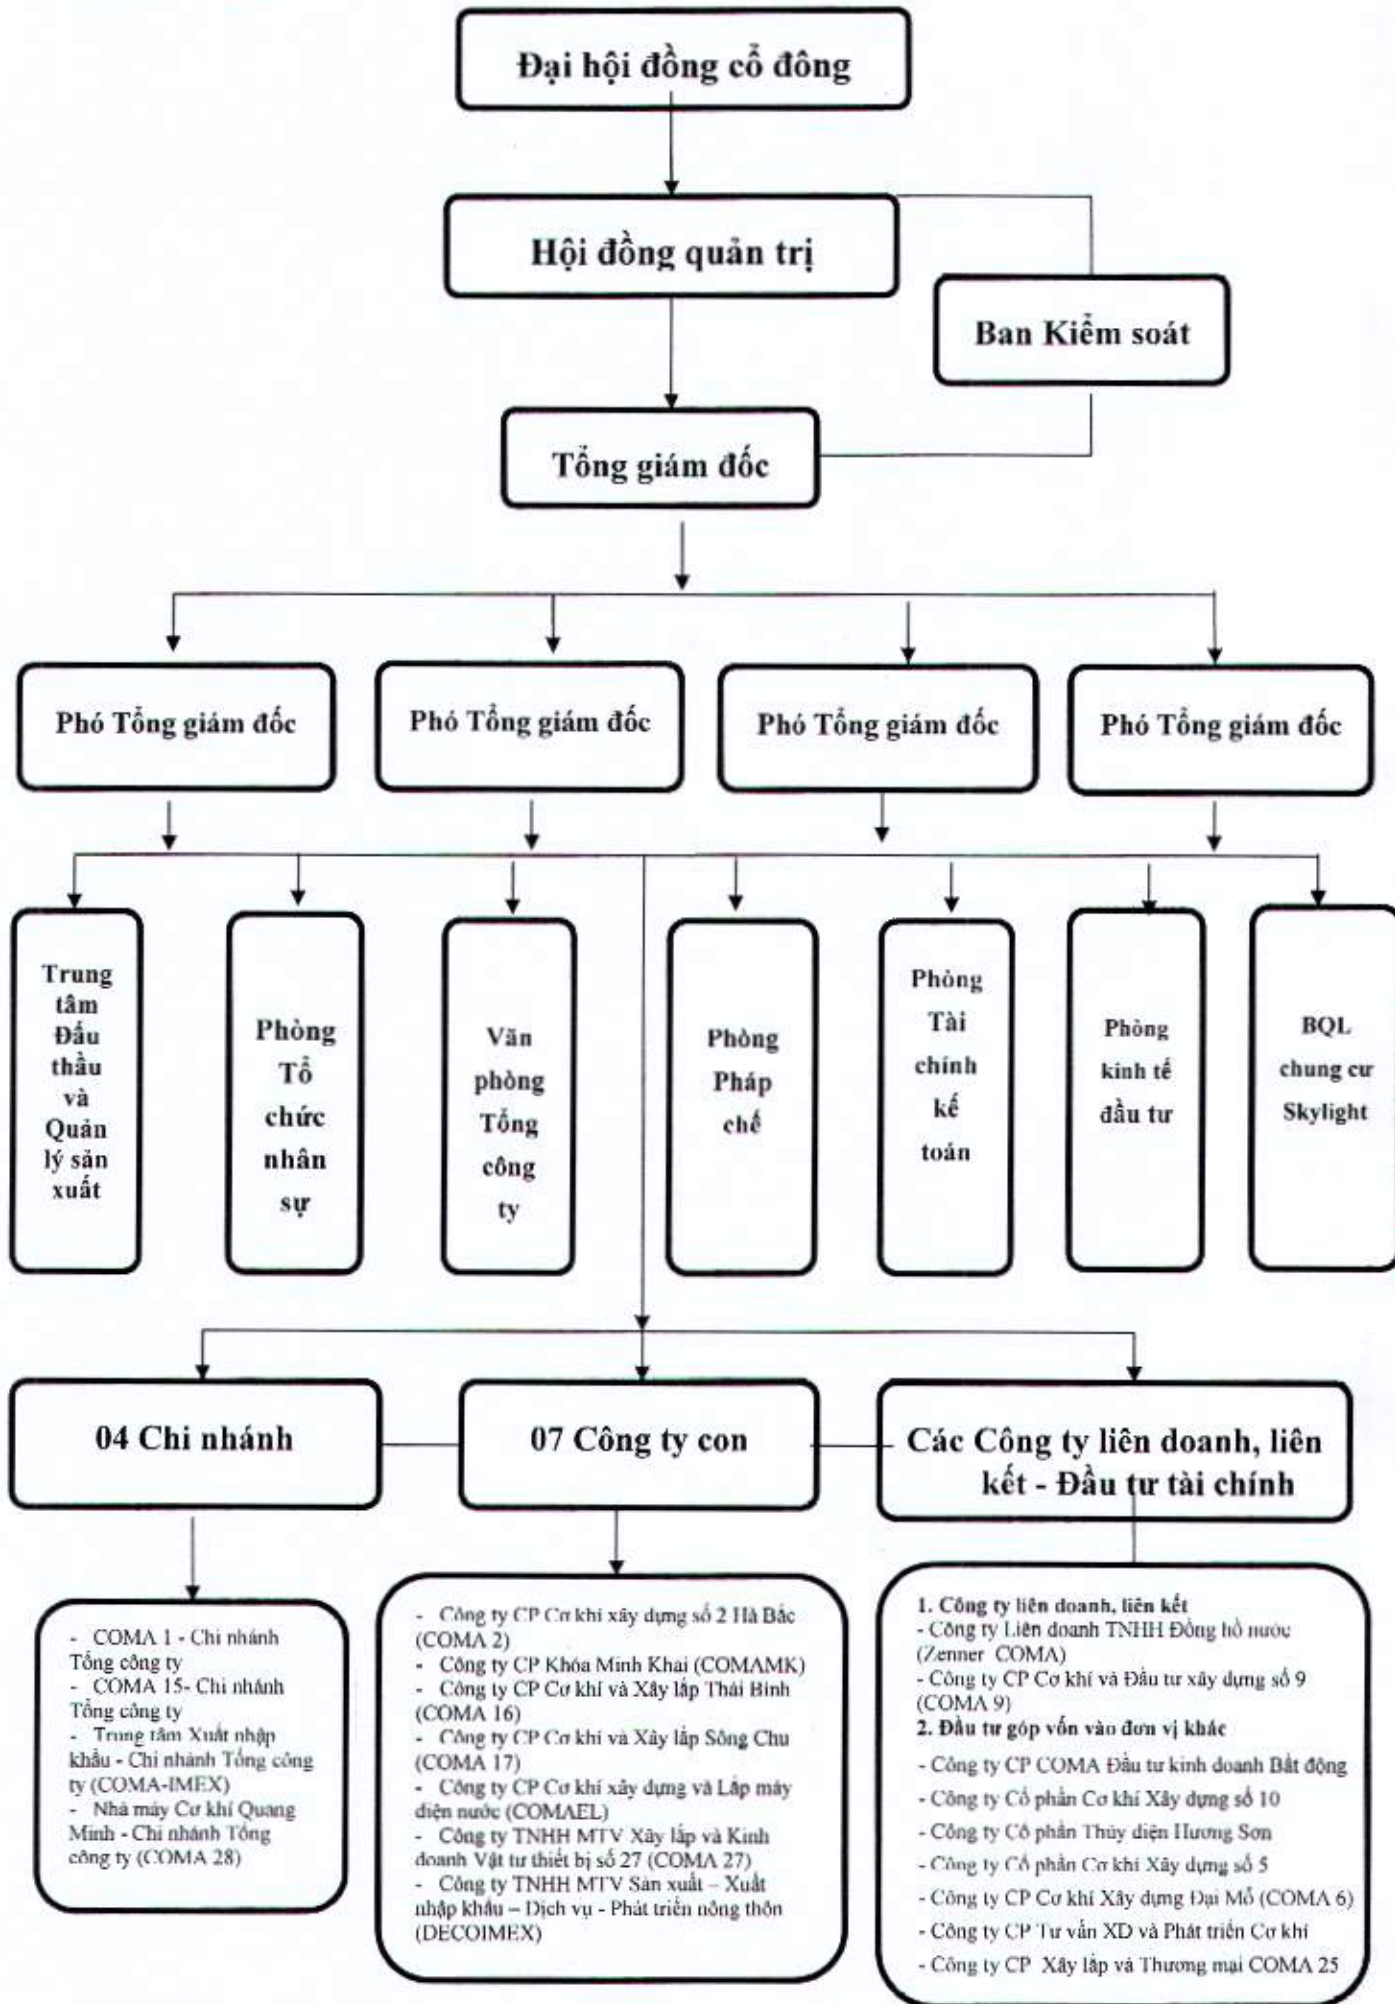 Đại hội đồng cổ đông
Hội đồng quản trị
Ban Kiểm soát
Tổng giám đốc
Phó Tổng giám đốc
Phó Tổng giám đốc
Phó Tổng giám đốc
Phó Tổng giám đốc
Trung
tâm
Đấu
thầu
và
Quản
lý sản
xuất
Phòng
Tổ
chức
nhân
sự
Văn
phòng
Tổng
công
ty
Phòng
Pháp
chế
Phòng
Tài
chính
kế
toán
Phòng
kinh tế
đầu tư
BQL
chung cư
Skylight
04 Chi nhánh
07 Công ty con
Các Công ty liên doanh, liên
kết - Đầu tư tài chính
- COMA 1 - Chi nhánh
Tổng công ty
- COMA 15- Chi nhánh
Tổng công ty
- Trung tâm Xuất nhập
khẩu - Chi nhánh Tổng công
ty (COMA-IMEX)
- Nhà máy Cơ khí Quang
Minh - Chi nhánh Tổng
công ty (COMA 28)
- Công ty CP Cơ khí xây dựng số 2 Hà Bắc
(COMA 2)
- Công ty CP Khóa Minh Khai (COMAMK)
- Công ty CP Cơ khí và Xây lắp Thái Bình
(COMA 16)
- Công ty CP Cơ khí và Xây lắp Sông Chu
(COMA 17)
- Công ty CP Cơ khí xây dựng và Lắp máy
điện nước (COMAEL)
- Công ty TNHH MTV Xây lắp và Kinh
doanh Vật tư thiết bị số 27 (COMA 27)
- Công ty TNHH MTV Sản xuất – Xuất
nhập khẩu – Dịch vụ - Phát triển nông thôn
(DECOIMEX)
1. Công ty liên doanh, liên kết
- Công ty Liên doanh TNHH Đồng hồ nước
(Zenner COMA)
- Công ty CP Cơ khí và Đầu tư xây dựng số 9
(COMA 9)
2. Đầu tư góp vốn vào đơn vị khác
- Công ty CP COMA Đầu tư kinh doanh Bất động
- Công ty Cổ phần Cơ khí Xây dựng số 10
- Công ty Cổ phần Thủy điện Hương Sơn
- Công ty Cổ phần Cơ khí Xây dựng số 5
- Công ty CP Cơ khí Xây dựng Đại Mỗ (COMA 6)
- Công ty CP Tư vấn XD và Phát triển Cơ khí
- Công ty CP Xây lắp và Thương mại COMA 25